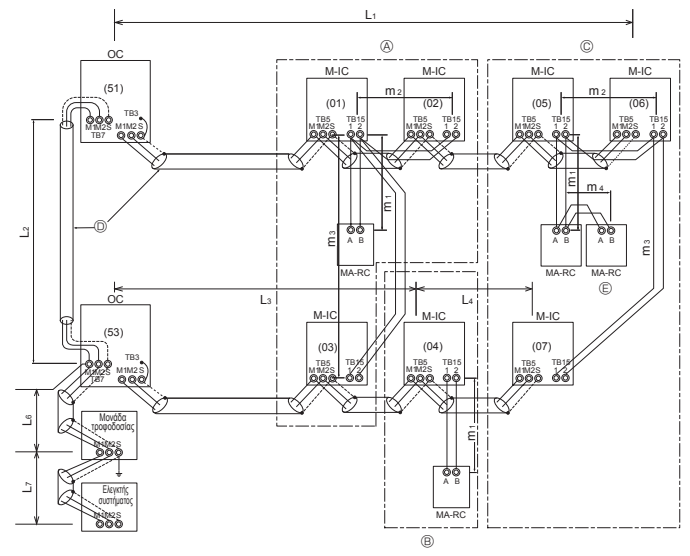 L1
OC
Ⓐ
Ⓒ
M-IC
M-IC
M-IC
M-IC
(51)
(01)
m2
(02)
(05)
m2
(06)
TB3
M1M2S
TB7
M1M2S
TB5
M1M2S
TB15
1 2
TB5
M1M2S
TB15
1 2
TB5
M1M2S
TB15
1 2
TB5
M1M2S
TB15
1 2
L2
Ⓓ
m1
m3
m1
m4
m3
A B
MA-RC
A B
MA-RC
A B
MA-RC
Ⓔ
L3
L4
OC
M-IC
M-IC
M-IC
(53)
(03)
(04)
(07)
TB3
M1M2S
TB7
M1M2S
TB5
M1M2S
TB15
1 2
TB5
M1M2S
TB15
1 2
TB5
M1M2S
TB15
1 2
L6
Μονάδα
τροφοδοσίας
M1M2S
m1
L7
Ελεγκτής
συστήματος
M1M2S
A B
MA-RC
Ⓑ